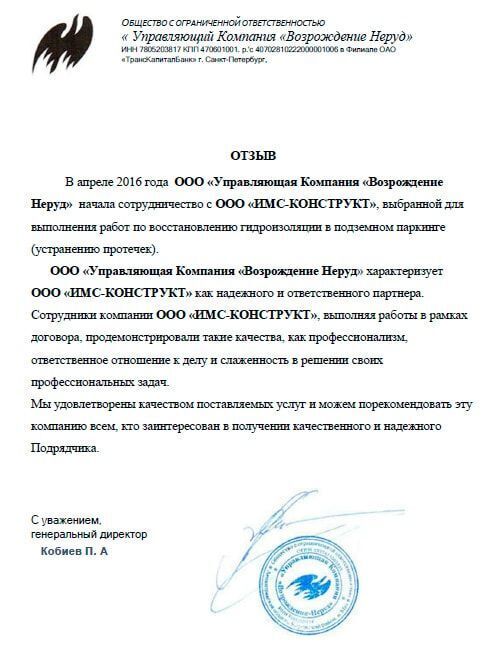 ОБЩЕСТВО С ОГРАНИЧЕННОЙ ОТВЕТСТВЕННОСТЬЮ
« Управляющий Компания «Возрождение Неруд»
ИНН 7805203817 КПП 470601001. р.'с 40702810222000001006 в Филиале ОАО
«ТрансКапиталБанк» г. Санкт-Петербург,
ОТЗЫВ
В апреле 2016 года ООО «Управляющая Компания «Возрождение
Неруд» начала сотрудничество с ООО «ИМС-КОНСТРУКТ», выбранной для
выполнения работ по восстановлению гидроизоляции в подземном паркинге
(устранению протечек).
ООО «Управляющая Компания «Возрождение Неруд» характеризует
ООО «ИМС-КОНСТРУКТ» как надежного и ответственного партнера.
Сотрудники компании ООО «ИМС-КОНСТРУКТ», выполняя работы в рамках
договора, продемонстрировали такие качества, как профессионализм,
ответственное отношение к делу и слаженность в решении своих
профессиональных задач.
Мы удовлетворены качеством поставляемых услуг и можем порекомендовать эту
компанию всем, кто заинтересован в получении качественного и надежного
Подрядчика.
С уважением,
генеральный директор
Кобиев П. А
«Управляющая Компания
«Возрождение-Неруд»